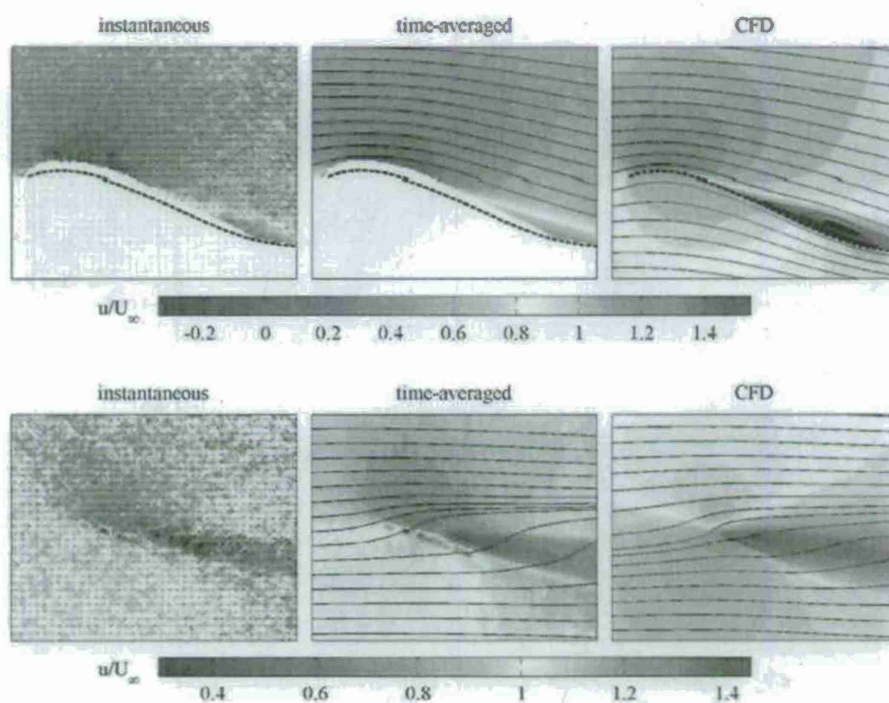 instantaneous time-averaged CFD
u/U∞ -0.2 0 0.2 0.4 0.6 0.8 1 1.2 1.4
instantaneous time-averaged CFD
u/U∞ 0.4 0.6 0.8 1 1.2 1.4